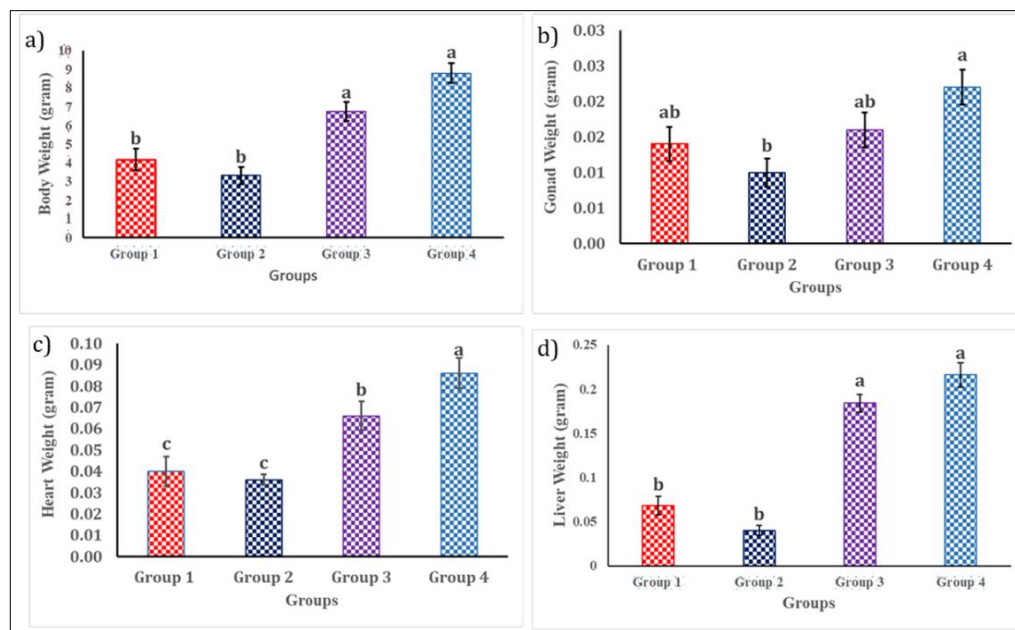 a)
Body Weight (gram)
10
9
8
7
6
5
4
3
2
1
0
b
b
a
a
Group 1 Group 2 Group 3 Group 4
Groups
b)
Gonad Weight (gram)
0.03
0.03
0.02
0.02
0.01
0.01
0.00
ab
b
ab
a
Group 1 Group 2 Group 3 Group 4
Groups
c)
Heart Weight (gram)
0.10
0.09
0.08
0.07
0.06
0.05
0.04
0.03
0.02
0.01
0.00
c
c
b
a
Group 1 Group 2 Group 3 Group 4
Groups
d)
Liver Weight (gram)
0.25
0.2
0.15
0.1
0.05
0
b
b
a
a
Group 1 Group 2 Group 3 Group 4
Groups